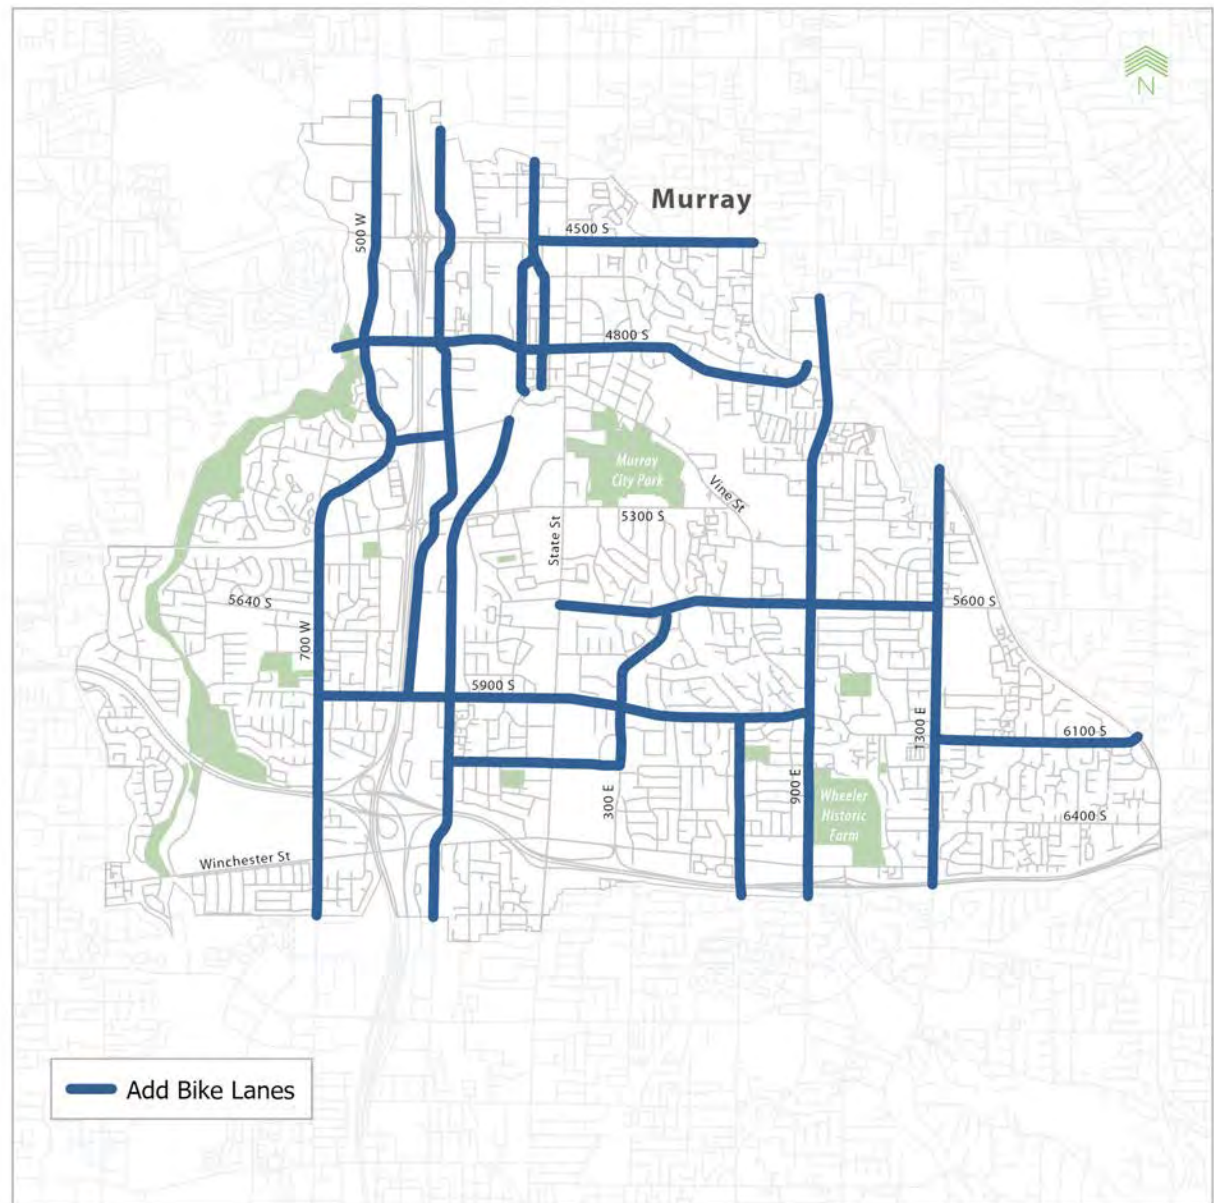 N
Murray
500 W
4500 S
4800 S
Murray
City Park
Vine St
5300 S
State St
5640 S
5600 S
700 W
5900 S
1300 E
6100 S
900 E
300 E
Wheeler
Historic
Farm
6400 S
Winchester St
Add Bike Lanes